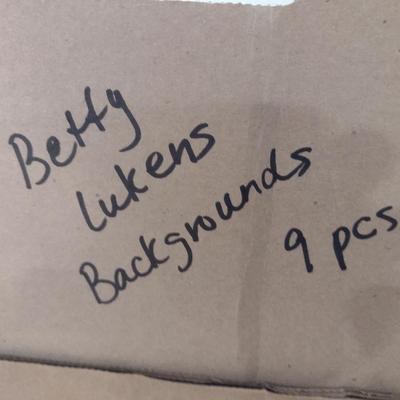 Betty
Lukens
Backgrounds
9 pcs